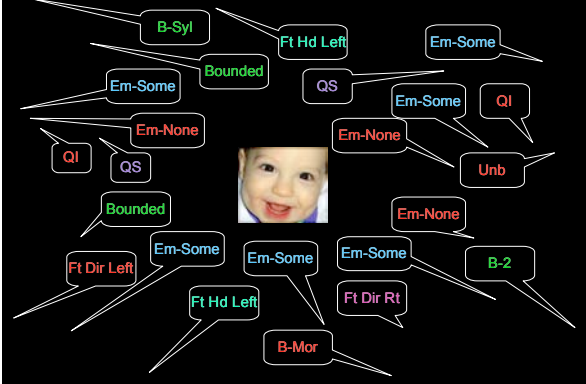 B-Syl
Ft Hd Left
Em-Some
Bounded
Em-Some
QS
Em-Some
QI
Em-None
Em-None
QI
QS
Unb
Bounded
Em-None
Em-Some
Em-Some
Em-Some
Ft Dir Left
B-2
Ft Hd Left
Ft Dir Rt
B-Mor